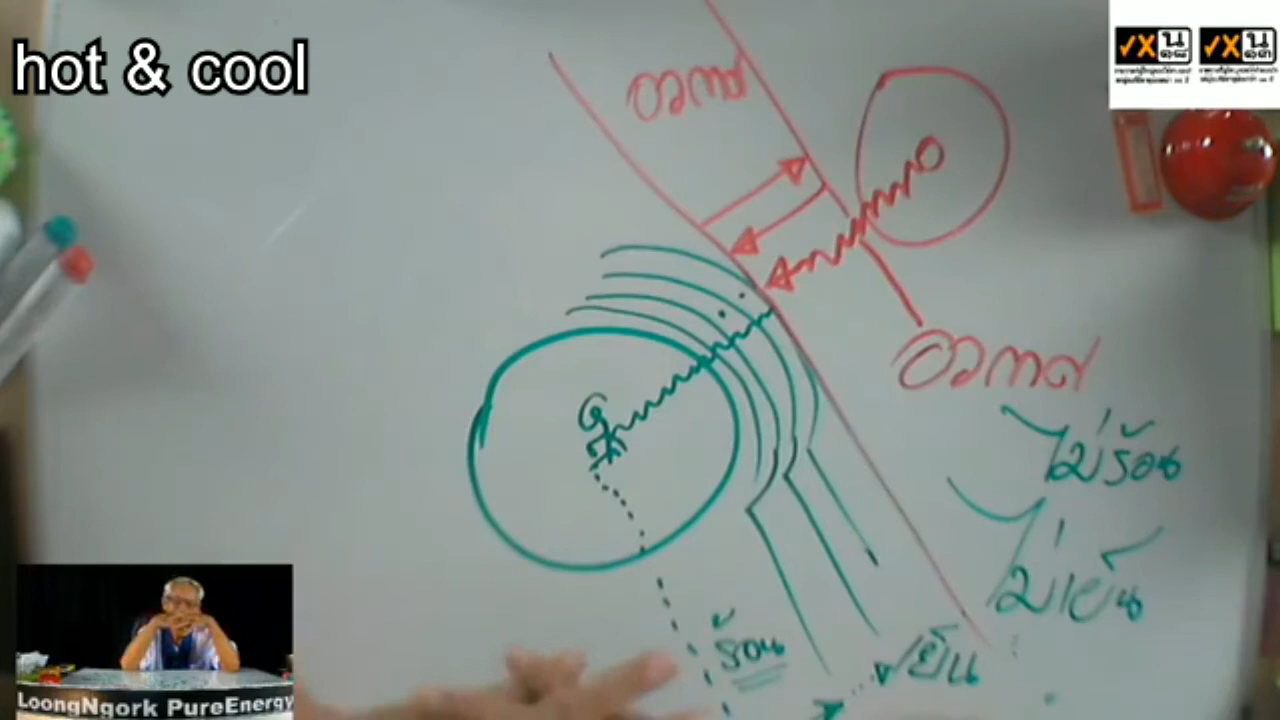 hot & cool
อวกาศ
อวกาศ
ไม่ร้อน
ไม่เย็น
ร้อน
เย็น
LoongNgork PureEnergy